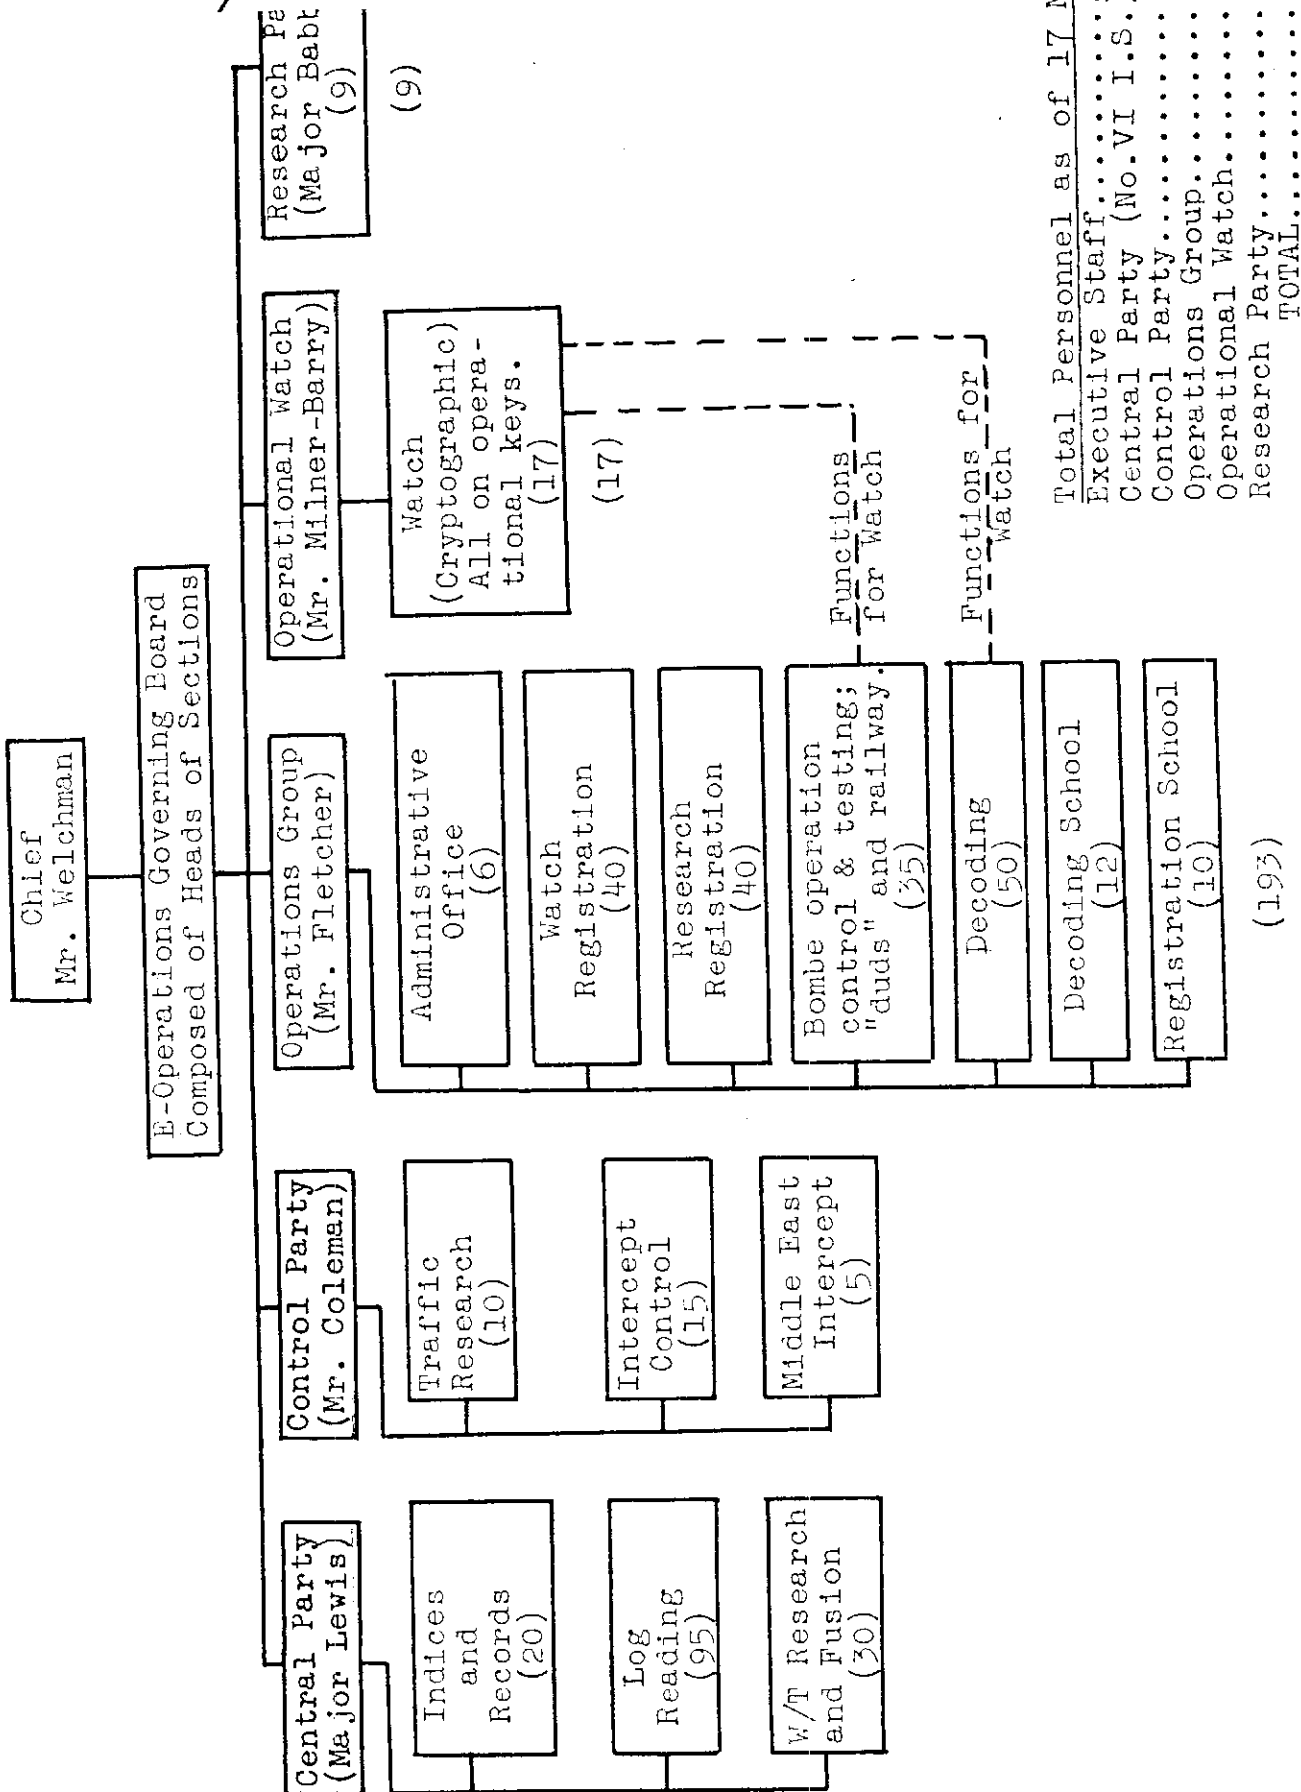 Chief
Mr. Welchman
E-Operations Governing Board
Composed of Heads of Sections
Central Party
(Major Lewis)
Indices
and
Records
(20)
Log
Reading
(95)
W/T Research
and Fusion
(30)
Control Party
(Mr. Coleman)
Traffic
Research
(10)
Intercept
Control
(15)
Middle East
Intercept
(5)
Operations Group
(Mr. Fletcher)
Administrative
Office
(6)
Watch
Registration
(40)
Research
Registration
(40)
Bombe operation
control & testing;
"duds" and railway.
(35)
Decoding
(50)
Decoding School
(12)
Registration School
(10)
(193)
Operational Watch
(Mr. Milner-Barry)
Watch
(Cryptographic)
All on opera-
tional keys.
(17)
(17)
Functions
for Watch
Functions for
Watch
Research
(Major
(9)
(9)
Total Personnel as of 17
Executive Staff
Central Party (No.VI I.S.
Control Party
Operations Group
Operational Watch
Research Party
TOTAL